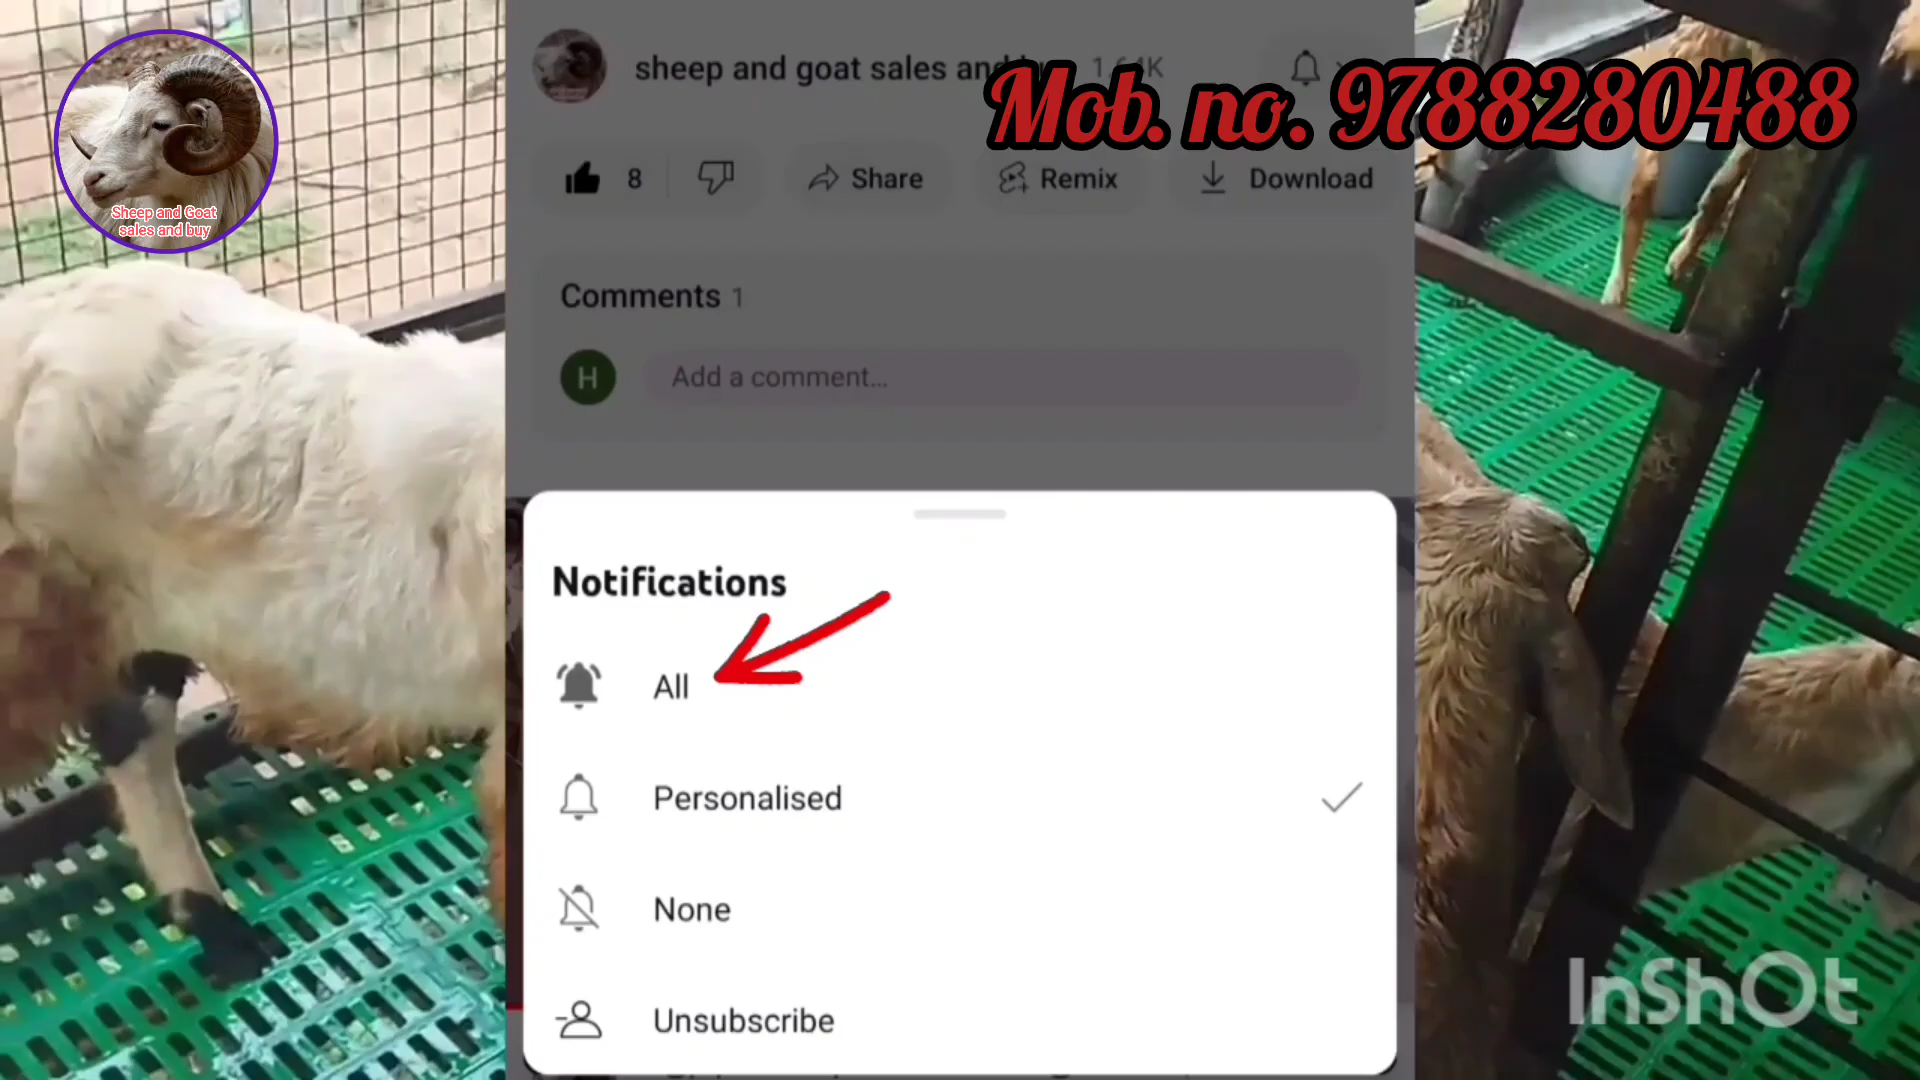 Sheep and Goat
sales and buy
sheep and goat sales and
Mob. no. 9788280488
8
Share
Remix
Download
Comments 1
H
Add a comment...
Notifications
All
Personalised
None
Unsubscribe
InShOt